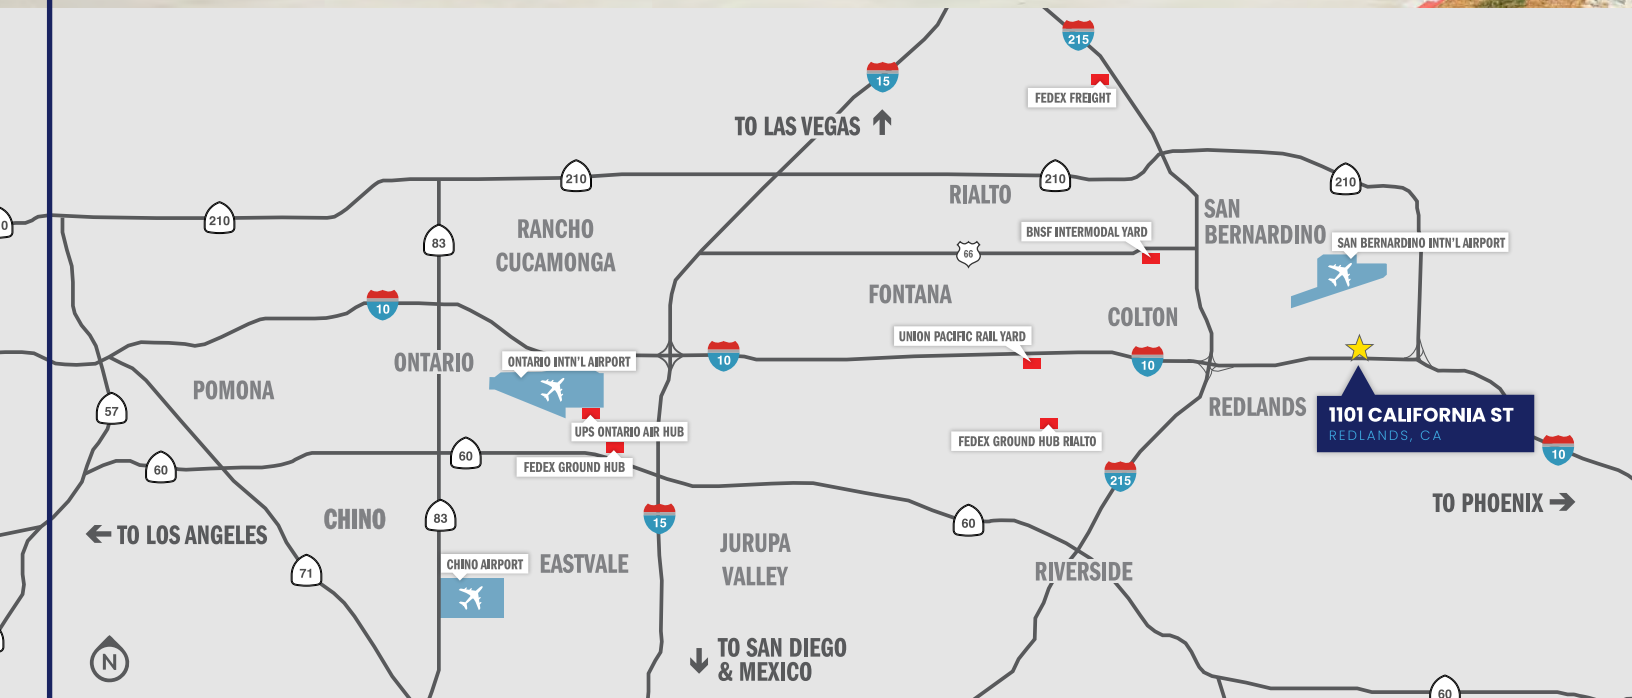 215
15
FEDEX FREIGHT
TO LAS VEGAS
210
210
210
RIALTO
SAN
BERNARDINO
0
210
RANCHO
CUCAMONGA
83
BNSF INTERMODAL YARD
SAN BERNARDINO INTN'L AIRPORT
66
FONTANA
10
COLTON
UNION PACIFIC RAIL YARD
ONTARIO
ONTARIO INTN'L AIRPORT
10
10
POMONA
57
REDLANDS
1101 CALIFORNIA ST
REDLANDS, CA
UPS ONTARIO AIR HUB
FEDEX GROUND HUB RIALTO
60
60
FEDEX GROUND HUB
10
215
TO PHOENIX
CHINO
83
15
60
TO LOS ANGELES
JURUPA
VALLEY
71
CHINO AIRPORT
EASTVALE
RIVERSIDE
N
TO SAN DIEGO
& MEXICO
60